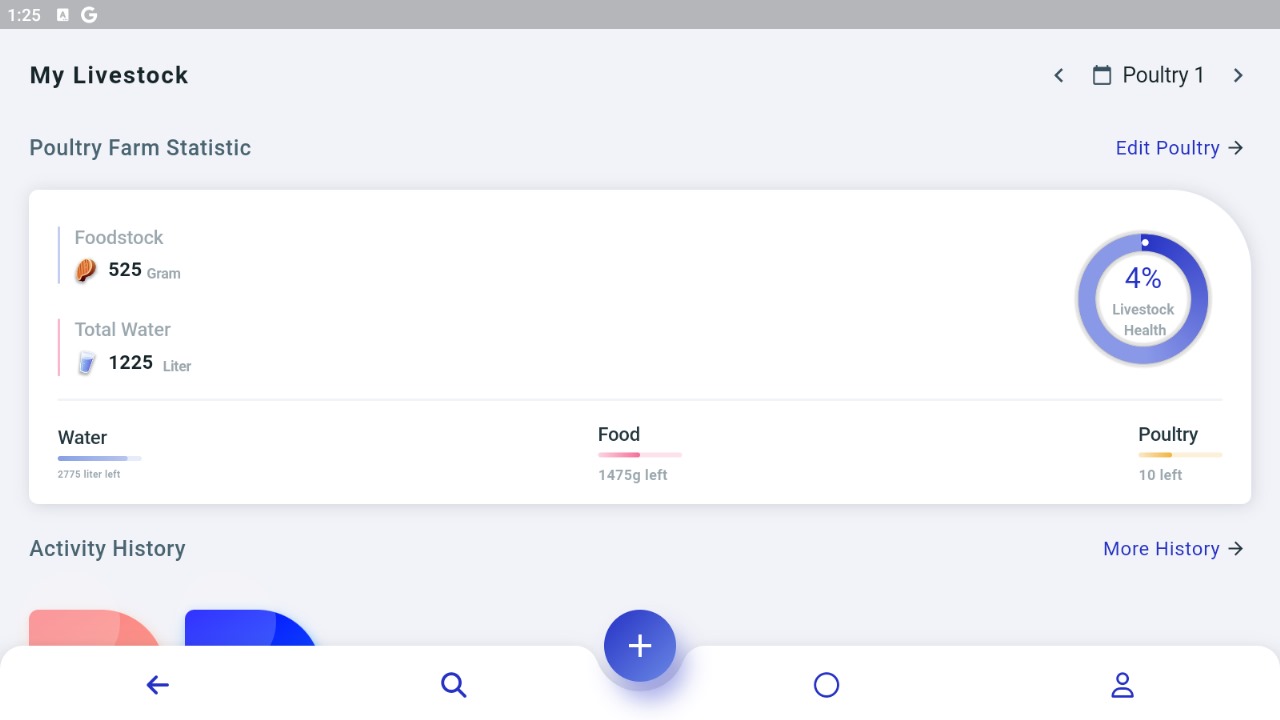 1:25
My Livestock
Poultry 1
Poultry Farm Statistic
Edit Poultry
Foodstock
525 Gram
Total Water
1225 Liter
4%
Livestock
Health
Water
2775 liter left
Food
1475g left
Poultry
10 left
Activity History
More History